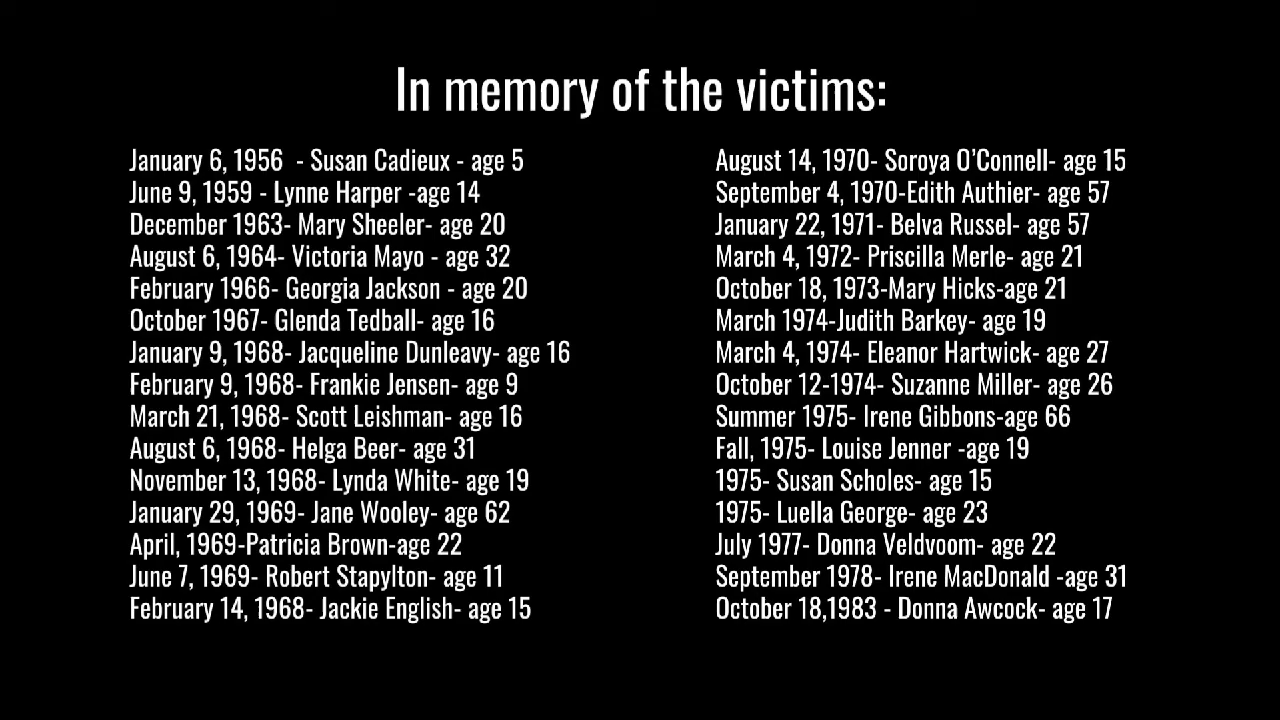 In memory of the victims:
January 6, 1956 - Susan Cadieux - age 5
June 9, 1959 - Lynne Harper -age 14
December 1963- Mary Sheeler- age 20
August 6, 1964- Victoria Mayo - age 32
February 1966- Georgia Jackson - age 20
October 1967- Glenda Tedball- age 16
January 9, 1968- Jacqueline Dunleavy- age 16
February 9, 1968- Frankie Jensen- age 9
March 21, 1968- Scott Leishman- age 16
August 6, 1968- Helga Beer- age 31
November 13, 1968- Lynda White- age 19
January 29, 1969- Jane Wooley- age 62
April, 1969-Patricia Brown-age 22
June 7, 1969- Robert Stapylton- age 11
February 14, 1968- Jackie English- age 15
August 14, 1970- Soroya O'Connell- age 15
September 4, 1970-Edith Authier- age 57
January 22, 1971- Belva Russel- age 57
March 4, 1972- Priscilla Merle- age 21
October 18, 1973-Mary Hicks-age 21
March 1974-Judith Barkey- age 19
March 4, 1974- Eleanor Hartwick- age 27
October 12-1974- Suzanne Miller- age 26
Summer 1975- Irene Gibbons-age 66
Fall, 1975- Louise Jenner -age 19
1975- Susan Scholes- age 15
1975- Luella George- age 23
July 1977- Donna Veldvoom- age 22
September 1978- Irene MacDonald -age 31
October 18,1983 - Donna Awcock- age 17